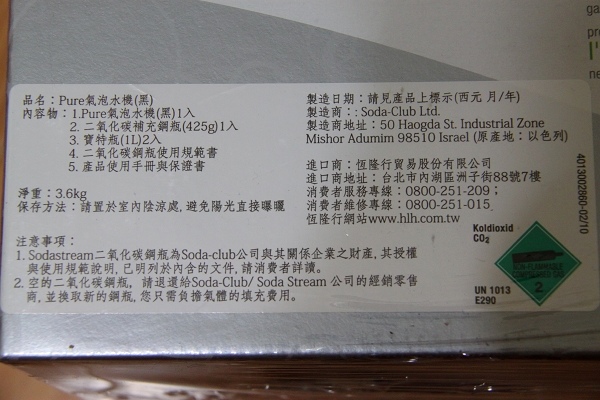 品名：Pure氣泡水機(黑)
內容物：1.Pure氣泡水機(黑)1入
2. 二氧化碳補充鋼瓶(425g)1入
3. 寶特瓶(1L)2入
4. 二氧化碳鋼瓶使用規範書
5. 產品使用手冊與保證書
淨重：3.6kg
保存方法：請置於室內陰涼處，避免陽光直接曝曬
製造日期：請見產品上標示(西元 月/年)
製造商：: Soda-Club Ltd.
製造商地址：50 Haogda St. Industrial Zone
Mishor Adumim 98510 Israel (原產地：以色列)
進口商：恆隆行貿易股份有限公司
進口商地址：台北市內湖區洲子街88號7樓
消費者服務專線：0800-251-209；
消費者維修專線：0800-251-015
恆隆行網站www.hlh.com.tw
注意事項：
1. Sodastream二氧化碳鋼瓶為Soda-club公司與其關係企業之財產，其授權
與使用規範說明，已明列於內含的文件，請消費者詳讀。
2. 空的二氧化碳鋼瓶，請退還給Soda-Club/ Soda Stream 公司的經銷零售
商，並換取新的鋼瓶，您只需負擔氣體的填充費用。
Koldioxid
CO2
NON-FLAMMABLE
COMPRESSED GAS
2
UN 1013
E290
4013002860-02/10
ga
pro